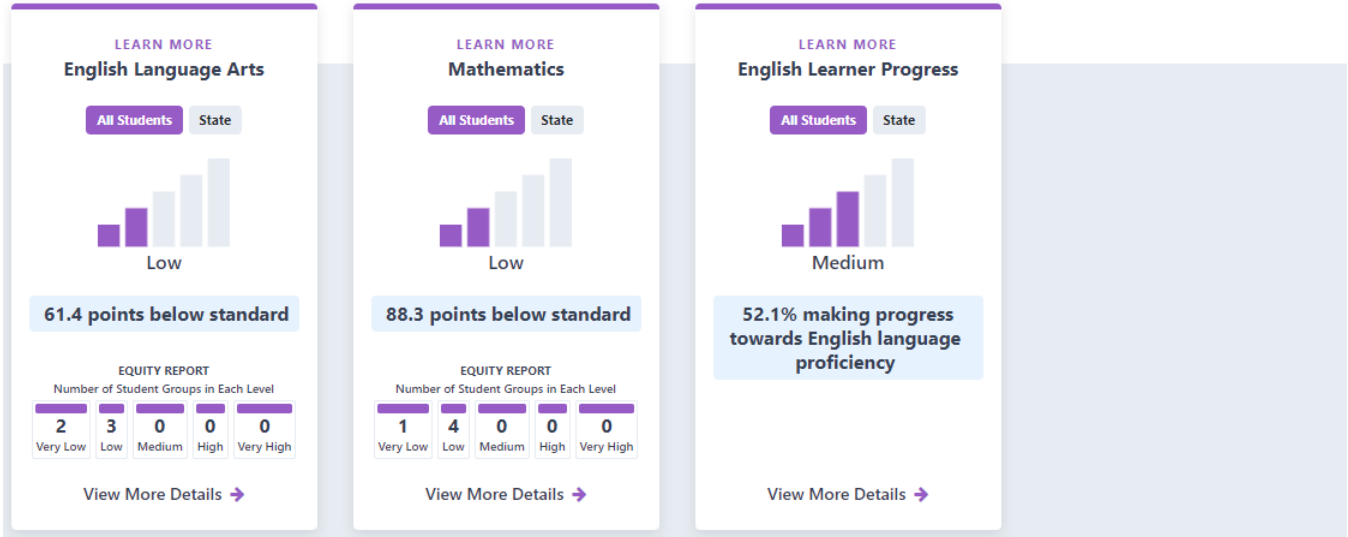 LEARN MORE
English Language Arts
All Students State
Low
61.4 points below standard
EQUITY REPORT
Number of Student Groups in Each Level
2 3 0 0 0
Very Low Low Medium High Very High
View More Details
LEARN MORE
Mathematics
All Students State
Low
88.3 points below standard
EQUITY REPORT
Number of Student Groups in Each Level
1 4 0 0 0
Very Low Low Medium High Very High
View More Details
LEARN MORE
English Learner Progress
All Students State
Medium
52.1% making progress
towards English language
proficiency
View More Details